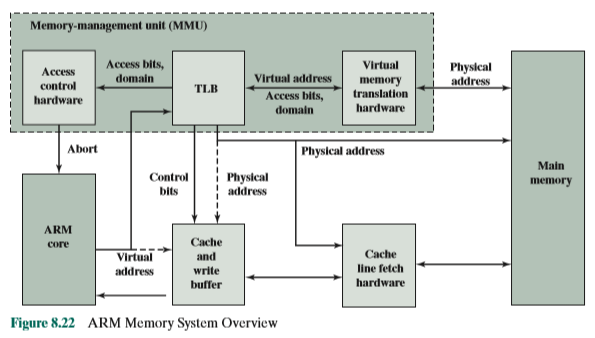 Memory-management unit (MMU)
Access
control
hardware
Access bits,
domain
TLB
Virtual address
Access bits,
domain
Virtual
memory
translation
hardware
Physical
address
Abort
Physical address
Control
bits
Physical
address
Main
memory
ARM
core
Virtual
address
Cache
and
write
buffer
Cache
line fetch
hardware
Figure 8.22 ARM Memory System Overview